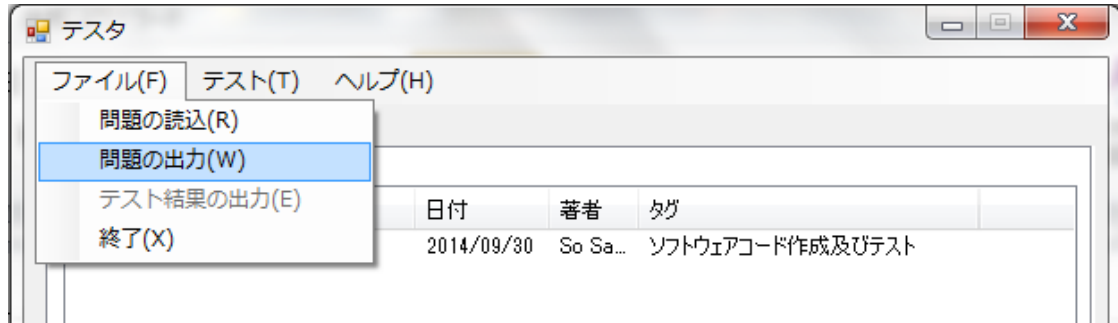 テスタ
ファイル(F) テスト(T) ヘルプ(H)
問題の読込(R)
問題の出力(W)
テスト結果の出力(E)
終了(X)
日付 著者 タグ
2014/09/30 So Sa... ソフトウェアコード作成及びテスト